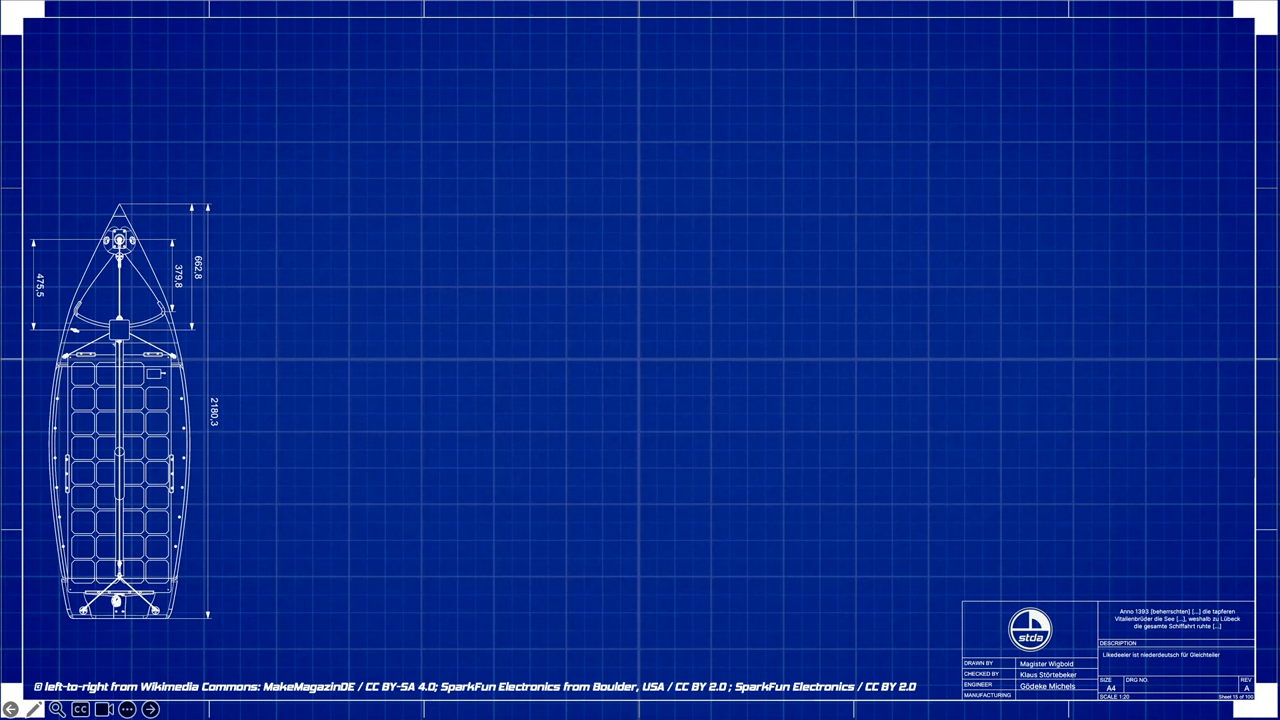 475,5
379,8
662,8
2180,3
stda
Anno 1393 [beherrschten] [...] die tapferen
Vitalienbrüder die See [...], weshalb zu Lübeck
die gesamte Schiffahrt ruhte [...]
DESCRIPTION
Likedeeler ist niederdeutsch für Gleichteiler
DRAWN BY Magister Wigbold
CHECKED BY Klaus Störtebeker
ENGINEER Gödeke Michels
MANUFACTURING
SIZE DRG NO. REV
A4 A
SCALE 1:20 Sheet 15 of 100
© left-to-right from Wikimedia Commons: MakeMagazinDE / CC BY-SA 4.0; SparkFun Electronics from Boulder, USA / CC BY 2.0 ; SparkFun Electronics / CC BY 2.0
CC